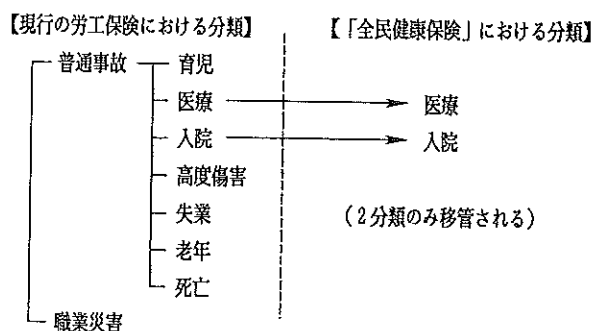 【現行の労工保険における分類】 【「全民健康保険」における分類】
普通事故 育児
医療 医療
入院 入院
高度傷害
失業 (2分類のみ移管される)
老年
死亡
職業災害